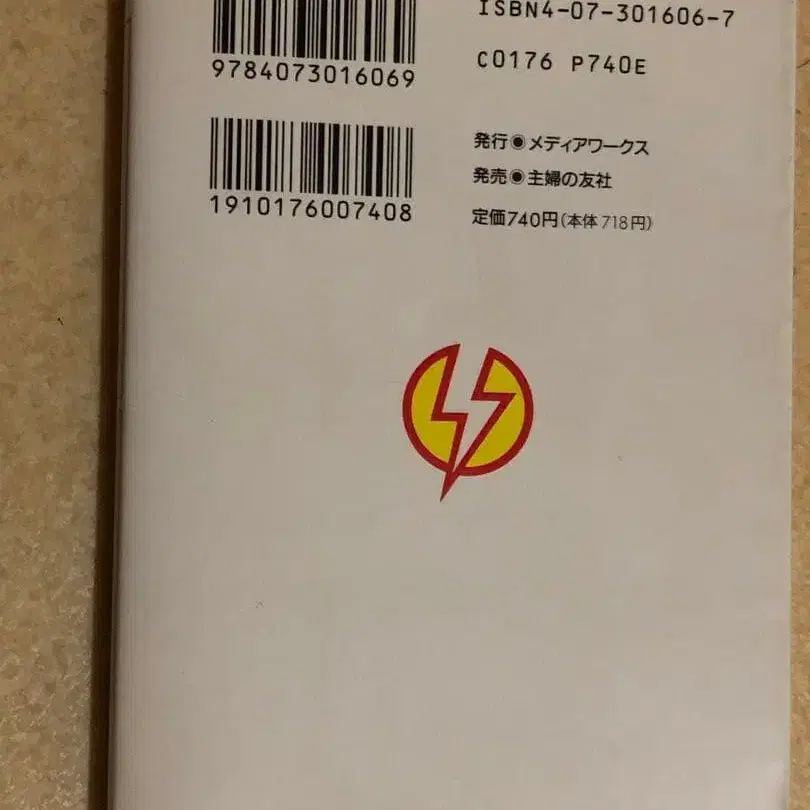 ISBN4-07-301606-7
9784073016069
C0176 P740E
発行◉メディアワークス
発売◉主婦の友社
1910176007408
定価740円(本体718円)